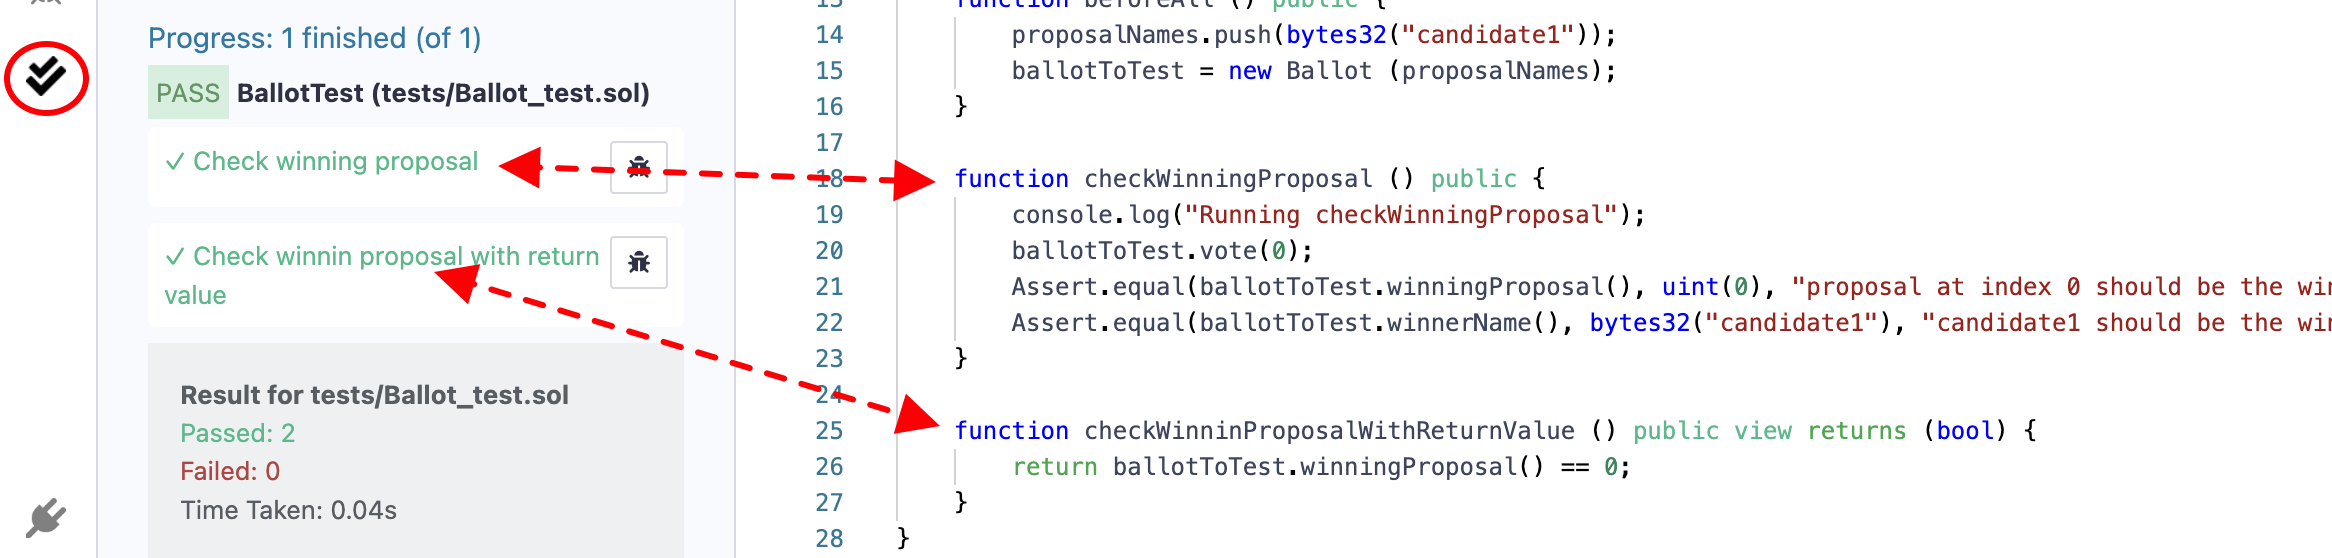 Progress: 1 finished (of 1)
PASS BallotTest (tests/Ballot_test.sol)
✓ Check winning proposal
✓ Check winnin proposal with return
value
Result for tests/Ballot_test.sol
Passed: 2
Failed: 0
Time Taken: 0.04s
13 function beforeAll () public {
14 proposalNames.push(bytes32("candidate1"));
15 ballotToTest = new Ballot (proposalNames);
16 }
17
18 function checkWinningProposal () public {
19 console.log("Running checkWinningProposal");
20 ballotToTest.vote(0);
21 Assert.equal(ballotToTest.winningProposal(), uint(0), "proposal at index 0 should be the
22 Assert.equal(ballotToTest.winnerName(), bytes32("candidate1"), "candidate1 should be the
23 }
24
25 function checkWinninProposalWithReturnValue () public view returns (bool) {
26 return ballotToTest.winningProposal() == 0;
27 }
28 }